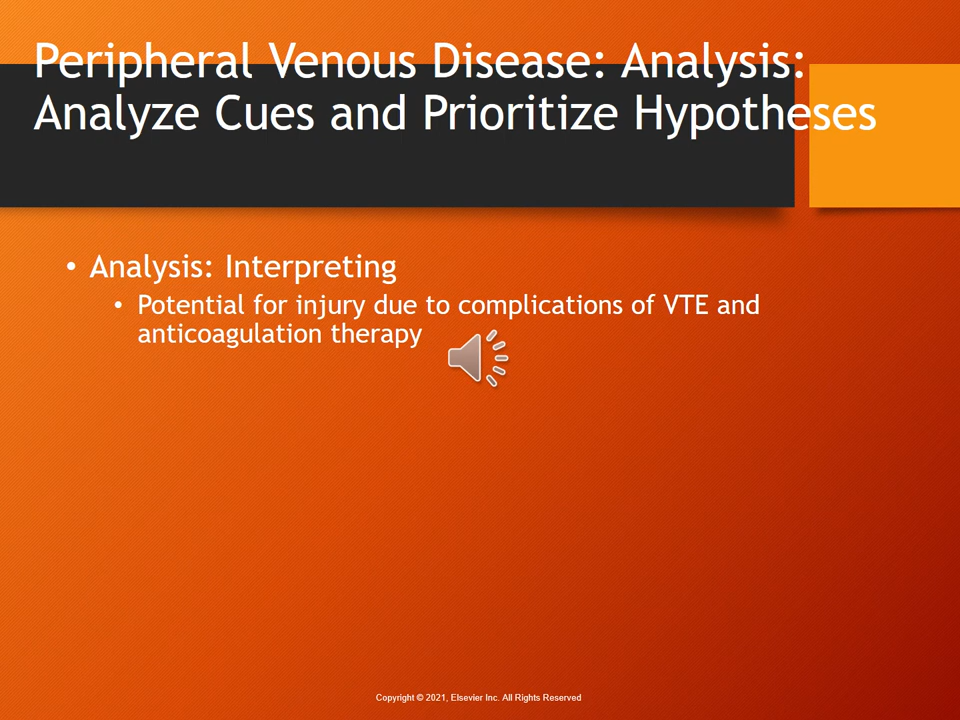 Peripheral Venous Disease: Analysis:
Analyze Cues and Prioritize Hypotheses
• Analysis: Interpreting
• Potential for injury due to complications of VTE and
anticoagulation therapy
Copyright © 2021, Elsevier Inc. All Rights Reserved